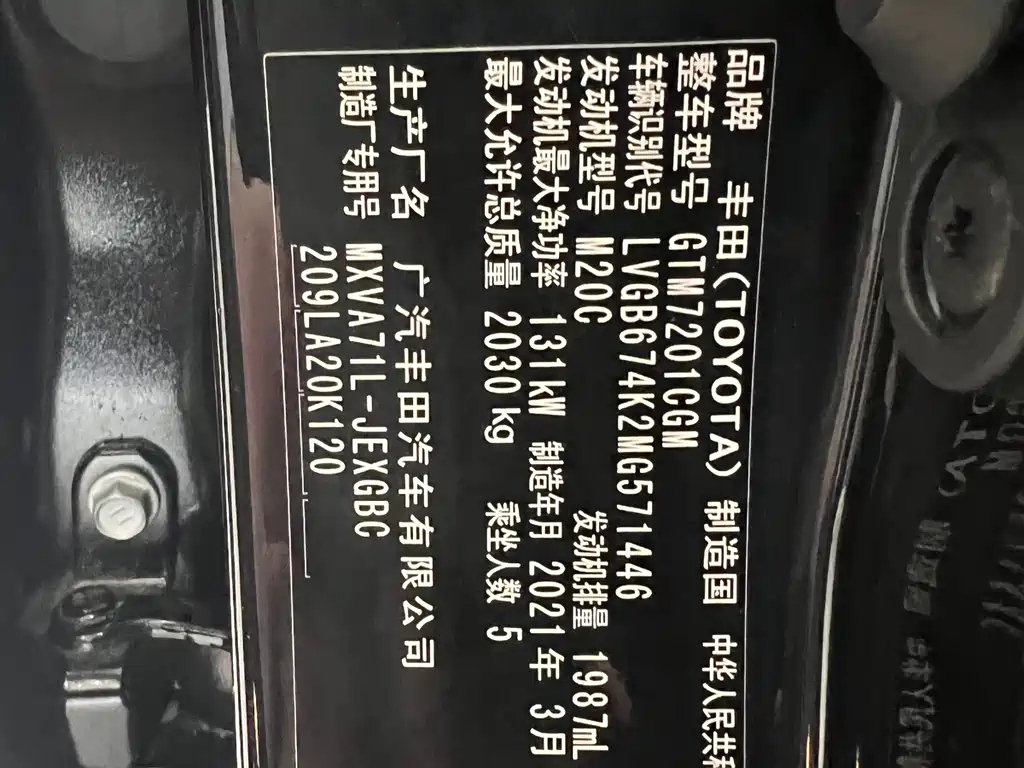 品牌 丰田(TOYOTA) 制造国 中华人民共和
整车型号 GTM7201CGM
车辆识别代号 LVGB674K2MG571446
发动机型号 M20C 发动机排量 1987mL
发动机最大净功率 131kW 制造年月 2021年 3月
最大允许总质量 2030kg 乘坐人数 5
生产厂名 广汽丰田汽车有限公司
制造厂专用号 MXVA71L-JEXGBC
209LA20K120